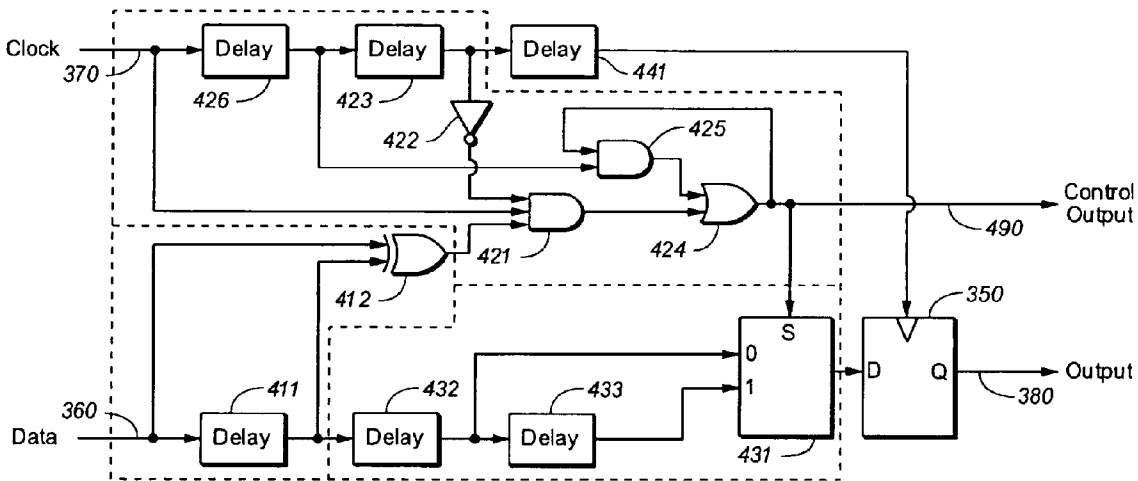 Clock
370
Delay
426
Delay
423
Delay
441
422
425
421
424
Control
Output
490
412
S
350
0
1
D
Q
Output
380
431
360
Data
411
Delay
432
Delay
433
Delay